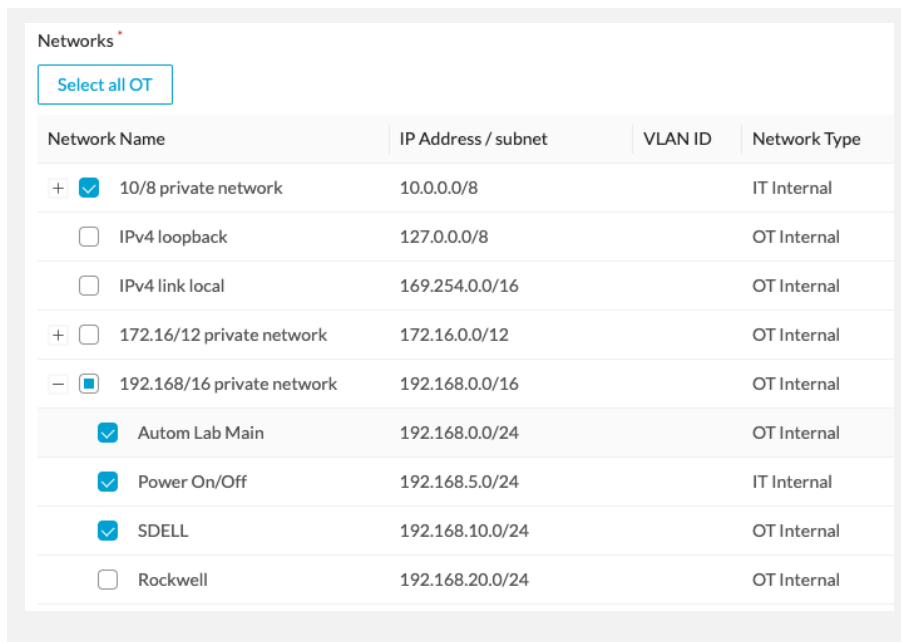 Networks *
Select all OT
Network Name IP Address / subnet VLAN ID Network Type
10/8 private network 10.0.0.0/8 IT Internal
IPv4 loopback 127.0.0.0/8 OT Internal
IPv4 link local 169.254.0.0/16 OT Internal
172.16/12 private network 172.16.0.0/12 OT Internal
192.168/16 private network 192.168.0.0/16 OT Internal
Autom Lab Main 192.168.0.0/24 OT Internal
Power On/Off 192.168.5.0/24 IT Internal
SDELL 192.168.10.0/24 OT Internal
Rockwell 192.168.20.0/24 OT Internal